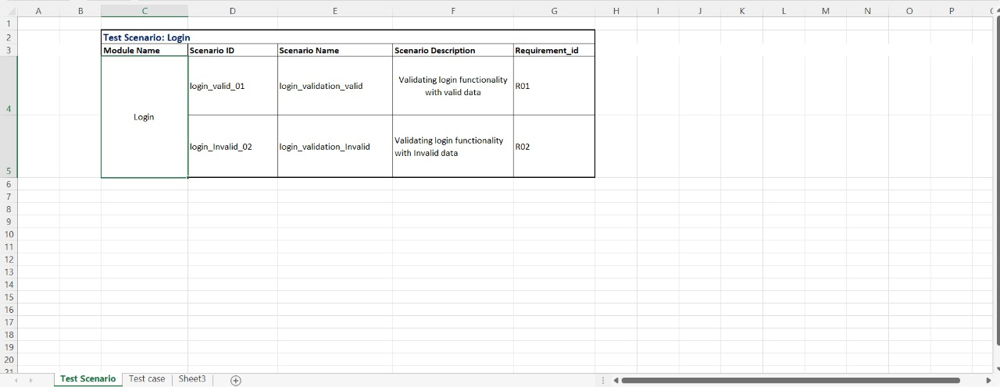 A B C D E F G H I J K L M N O P
1
2 Test Scenario: Login
3 Module Name Scenario ID Scenario Name Scenario Description Requirement_id
4 Login login_valid_01 login_validation_valid Validating login functionality
with valid data R01
5 login_Invalid_02 login_validation_Invalid Validating login functionality
with Invalid data R02
6
7
8
9
10
11
12
13
14
15
16
17
18
19
20
21
Test Scenario Test case Sheet3